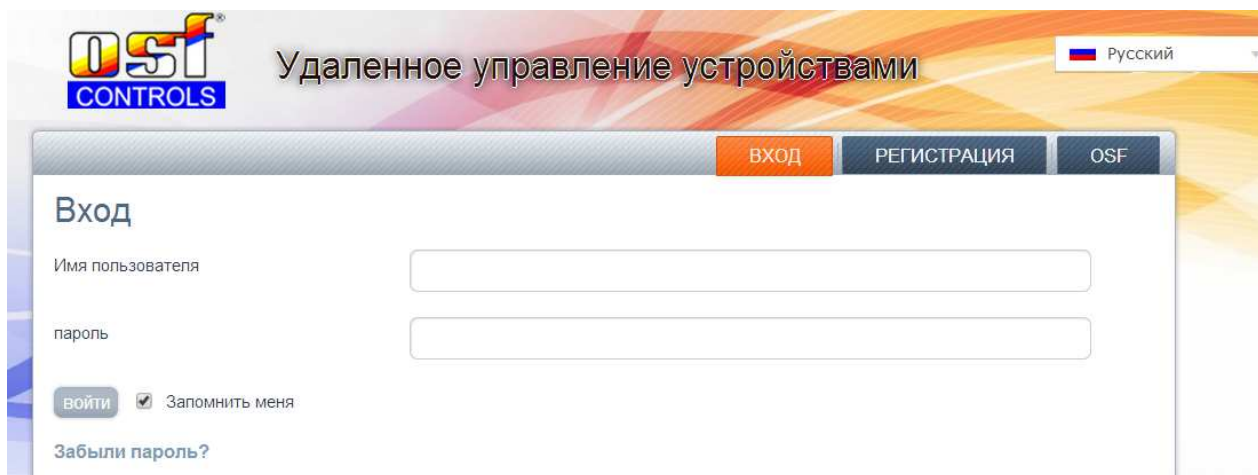 osf®
CONTROLS
Удаленное управление устройствами
Русский
ВХОД
РЕГИСТРАЦИЯ
OSF
Вход
Имя пользователя
пароль
войти
Запомнить меня
Забыли пароль?